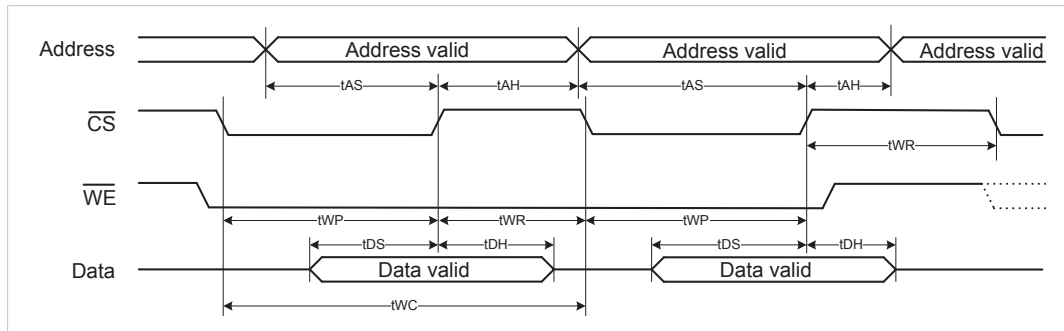 Address Address valid Address valid Address valid
tAS tAH tAS tAH
CS
tWR
WE
tWP tWR tWP
tDS tDH tDS tDH
Data Data valid Data valid
tWC